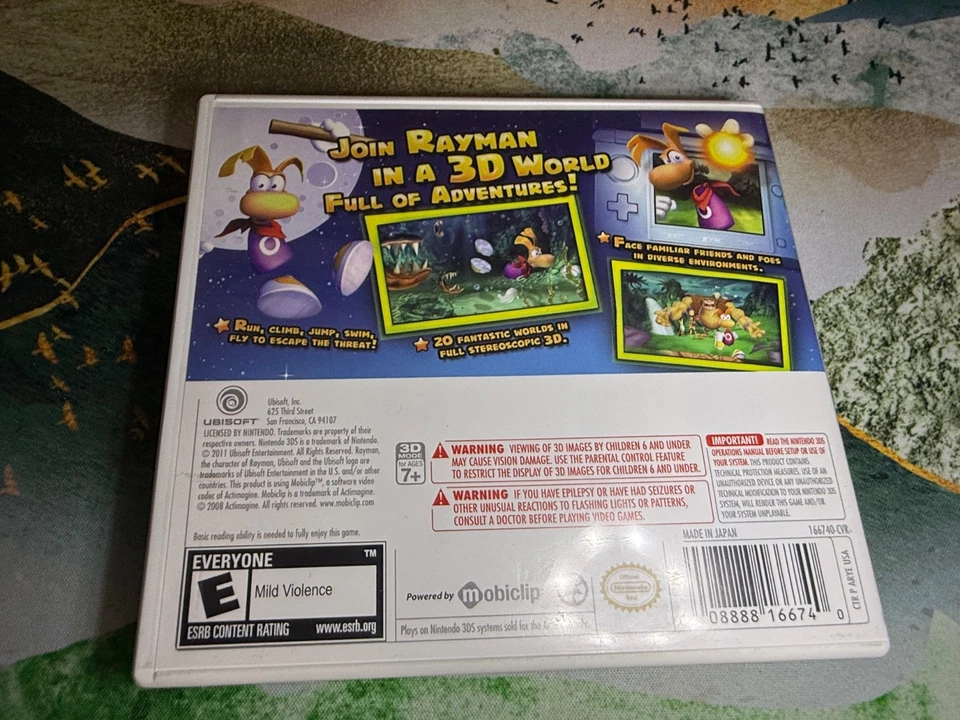 JOIN RAYMAN
IN A 3D WORLD
FULL OF ADVENTURES!
FACE FAMILIAR FRIENDS AND FOES
IN DIVERSE ENVIRONMENTS.
RUN, CLIMB, JUMP, SWIM,
FLY TO ESCAPE THE THREAT!
20 FANTASTIC WORLDS IN
FULL STEREOSCOPIC 3D.
UBISOFT
Ubisoft, Inc.
625 Third Street
San Francisco, CA 94107
LICENSED BY NINTENDO. Trademarks are property of their
respective owners. Nintendo 3DS is a trademark of Nintendo.
© 2011 Ubisoft Entertainment. All Rights Reserved. Rayman,
the character of Rayman, Ubisoft and the Ubisoft logo are
trademarks of Ubisoft Entertainment in the U.S. and/or other
countries. This product uses Mobiclip™, a software video
codec of Actimagine. Mobiclip is a trademark of Actimagine.
© 2008 Actimagine. All rights reserved. www.mobiclip.com
Basic reading ability is needed to fully enjoy this game.
3D
MODE
for AGES
7+
WARNING VIEWING OF 3D IMAGES BY CHILDREN 6 AND UNDER
MAY CAUSE VISION DAMAGE. USE THE PARENTAL CONTROL FEATURE
TO RESTRICT THE DISPLAY OF 3D IMAGES FOR CHILDREN 6 AND UNDER.
WARNING IF YOU HAVE EPILEPSY OR HAVE HAD SEIZURES OR
OTHER UNUSUAL REACTIONS TO FLASHING LIGHTS OR PATTERNS,
CONSULT A DOCTOR BEFORE PLAYING VIDEO GAMES.
IMPORTANT! READ THE NINTENDO 3DS
OPERATIONS MANUAL BEFORE SETUP OR USE OF
YOUR SYSTEM. THIS PRODUCT CONTAINS
TECHNICAL PROTECTION MEASURES. USE OF AN
UNAUTHORIZED DEVICE OR ANY UNAUTHORIZED
TECHNICAL MODIFICATION TO YOUR NINTENDO 3DS
SYSTEM, WILL RENDER THIS GAME AND/OR
YOUR SYSTEM UNPLAYABLE.
MADE IN JAPAN
166740-CVR
EVERYONE TM
E
Mild Violence
ESRB CONTENT RATING www.esrb.org
Powered by mobiclip
Official
Nintendo
Seal
Plays on Nintendo 3DS systems sold for the
08888 16674 0
CTR P ARYE USA